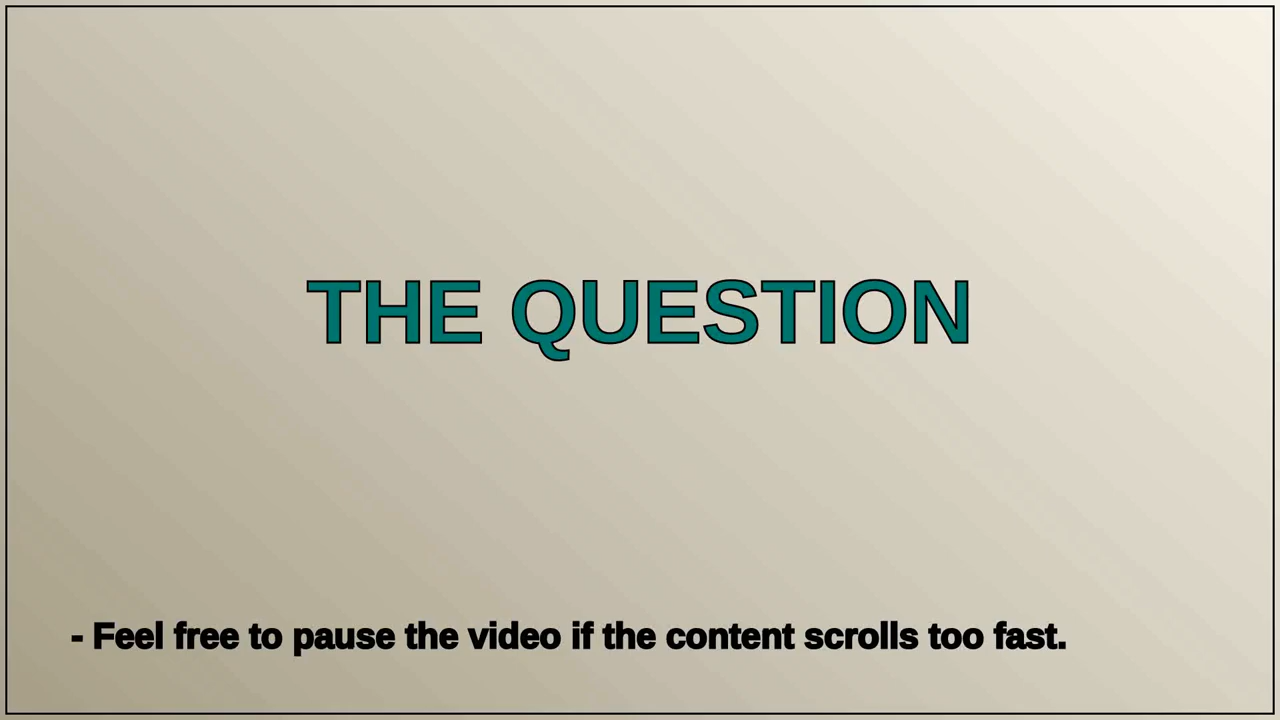 THE QUESTION
- Feel free to pause the video if the content scrolls too fast.